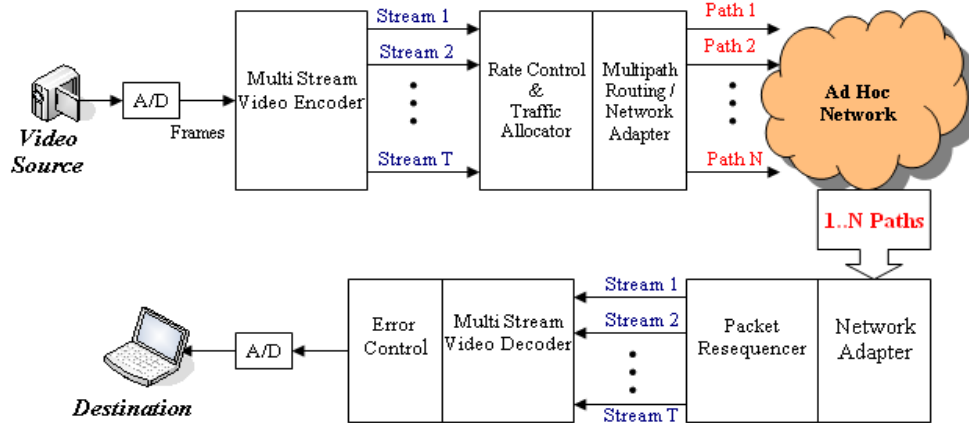 Video
Source
A/D
Frames
Multi Stream
Video Encoder
Stream 1
Stream 2
Stream T
Rate Control
&
Traffic
Allocator
Multipath
Routing /
Network
Adapter
Path 1
Path 2
Path N
Ad Hoc
Network
1..N Paths
Network
Adapter
Packet
Resequencer
Stream 1
Stream 2
Stream T
Multi Stream
Video Decoder
Error
Control
A/D
Destination